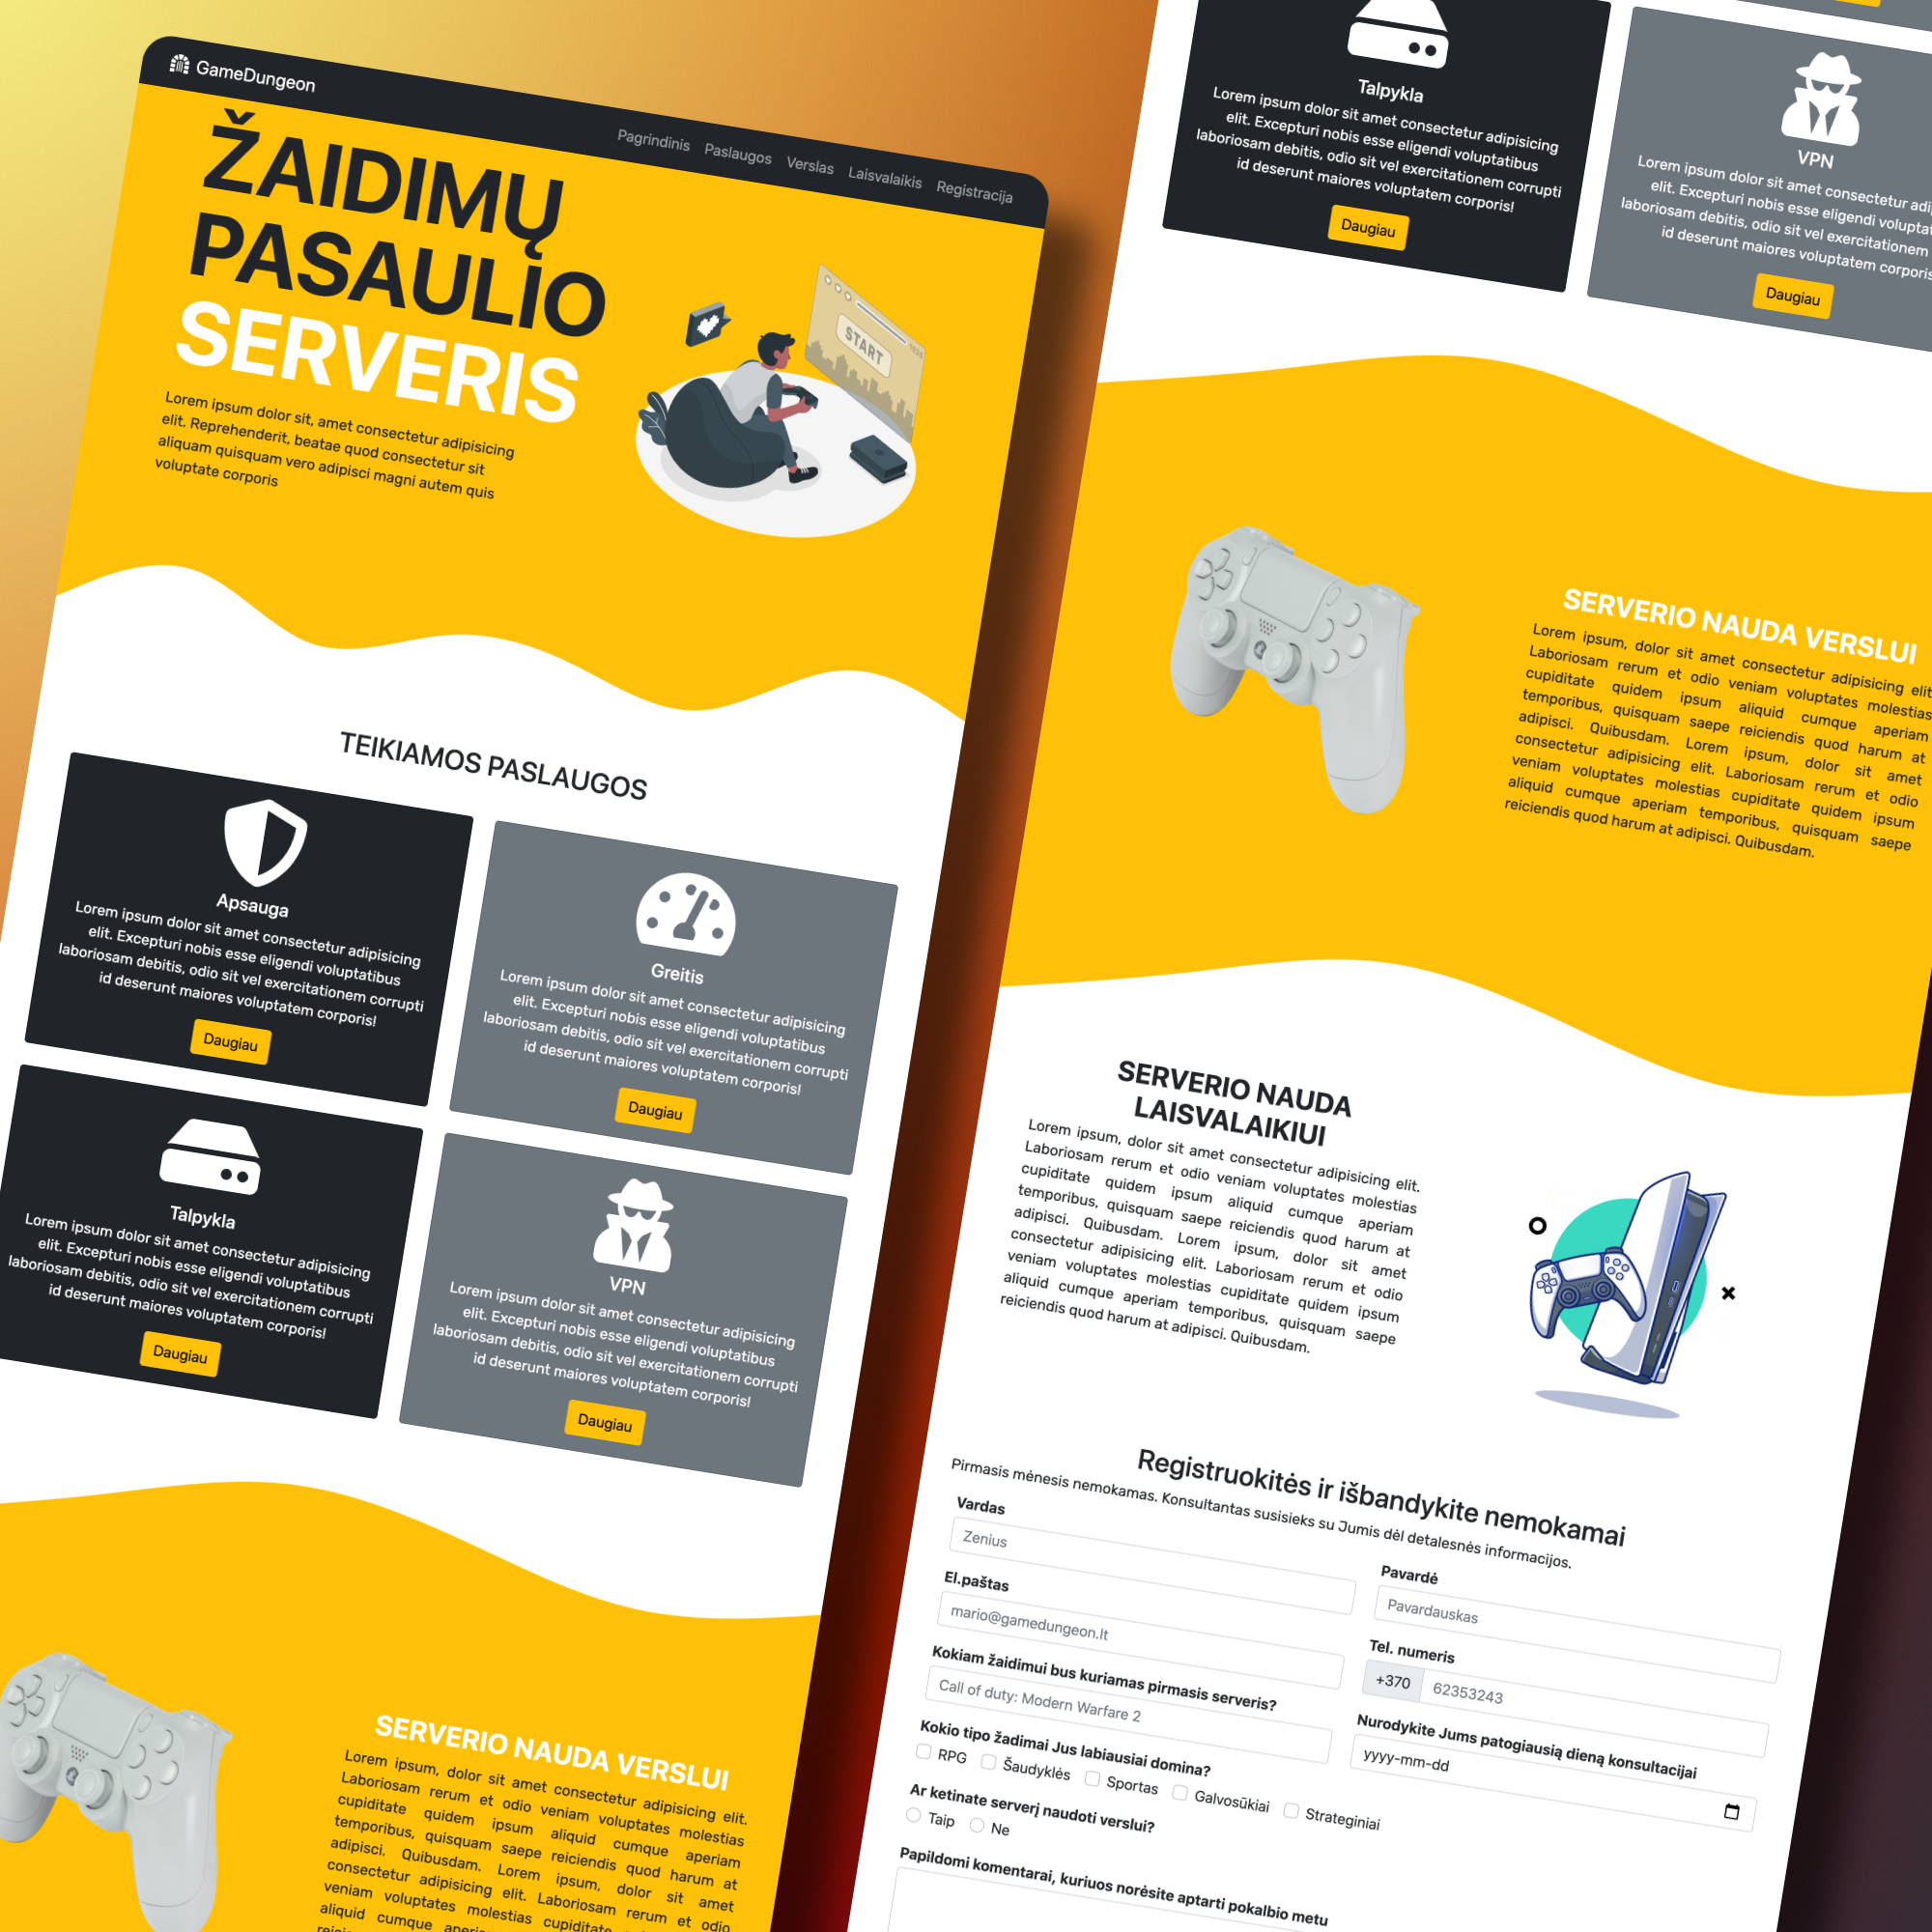 GameDungeon
Pagrindinis Paslaugos Verslas Laisvalaikis Registracija
ŽAIDIMŲ
PASAULIO
SERVERIS
Lorem ipsum dolor sit, amet consectetur adipisicing
elit. Reprehenderit, beatae quod consectetur sit
aliquam quisquam vero adipisci magni autem quis
voluptate corporis
START
TEIKIAMOS PASLAUGOS
Apsauga
Lorem ipsum dolor sit amet consectetur adipisicing
elit. Excepturi nobis esse eligendi voluptatibus
laboriosam debitis, odio sit vel exercitationem corrupti
id deserunt maiores voluptatem corporis!
Daugiau
Greitis
Lorem ipsum dolor sit amet consectetur adipisicing
elit. Excepturi nobis esse eligendi voluptatibus
laboriosam debitis, odio sit vel exercitationem corrupti
id deserunt maiores voluptatem corporis!
Daugiau
Talpykla
Lorem ipsum dolor sit amet consectetur adipisicing
elit. Excepturi nobis esse eligendi voluptatibus
laboriosam debitis, odio sit vel exercitationem corrupti
id deserunt maiores voluptatem corporis!
Daugiau
VPN
Lorem ipsum dolor sit amet consectetur adipisicing
elit. Excepturi nobis esse eligendi voluptatibus
laboriosam debitis, odio sit vel exercitationem corrupti
id deserunt maiores voluptatem corporis!
Daugiau
SERVERIO NAUDA VERSLUI
Lorem ipsum, dolor sit amet consectetur adipisicing elit.
Laboriosam rerum et odio veniam voluptates molestias
cupiditate quidem ipsum aliquid cumque aperiam
temporibus, quisquam saepe reiciendis quod harum at
adipisci. Quibusdam. Lorem ipsum, dolor sit amet
consectetur adipisicing elit. Laboriosam rerum et odio
veniam voluptates molestias cupiditate quidem
aliquid cumque
Talpykla
Lorem ipsum dolor sit amet consectetur adipisicing
elit. Excepturi nobis esse eligendi voluptatibus
laboriosam debitis, odio sit vel exercitationem corrupti
id deserunt maiores voluptatem corporis!
Daugiau
VPN
Lorem ipsum dolor sit amet consectetur
elit. Excepturi nobis esse eligendi
laboriosam debitis, odio sit vel exercitationem
id deserunt maiores voluptatem
Daugiau
SERVERIO NAUDA VERSLUI
Lorem ipsum, dolor sit amet consectetur adipisicing elit
Laboriosam rerum et odio veniam voluptates molestias
cupiditate quidem ipsum aliquid cumque aperiam
temporibus, quisquam saepe reiciendis quod harum at
adipisci. Quibusdam. Lorem ipsum, dolor sit amet
consectetur adipisicing elit. Laboriosam rerum et odio
veniam voluptates molestias cupiditate quidem ipsum
aliquid cumque aperiam temporibus, quisquam saepe
reiciendis quod harum at adipisci. Quibusdam.
SERVERIO NAUDA
LAISVALAIKIUI
Lorem ipsum, dolor sit amet consectetur adipisicing elit.
Laboriosam rerum et odio veniam voluptates molestias
cupiditate quidem ipsum aliquid cumque aperiam
temporibus, quisquam saepe reiciendis quod harum at
adipisci. Quibusdam. Lorem ipsum, dolor sit amet
consectetur adipisicing elit. Laboriosam rerum et odio
veniam voluptates molestias cupiditate quidem ipsum
aliquid cumque aperiam temporibus, quisquam saepe
reiciendis quod harum at adipisci. Quibusdam.
Registruokitės ir išbandykite nemokamai
Pirmasis mėnesis nemokamas. Konsultantas susisieks su Jumis dėl detalesnės informacijos.
Vardas
Zenius
Pavardė
Pavardauskas
El.paštas
mario@gamedungeon.lt
Tel. numeris
+370 62353243
Kokiam žaidimui bus kuriamas pirmasis serveris?
Call of duty: Modern Warfare 2
Nurodykite Jums patogiausią dieną konsultacijai
yyyy-mm-dd
Kokio tipo žadimai Jus labiausiai domina?
RPG Šaudyklės Sportas Galvosūkiai Strateginiai
Ar ketinate serverį naudoti verslui?
Taip Ne
Papildomi komentarai, kuriuos norėsite aptarti pokalbio metu